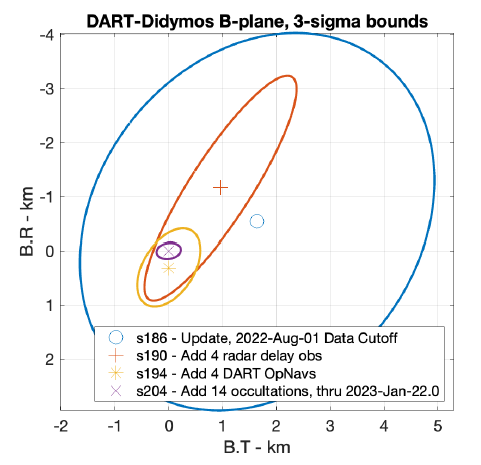 DART-Didymos B-plane, 3-sigma bounds
-4
-3
-2
-1
0
1
2
B.R - km
s186 - Update, 2022-Aug-01 Data Cutoff
s190 - Add 4 radar delay obs
s194 - Add 4 DART OpNavs
s204 - Add 14 occultations, thru 2023-Jan-22.0
-2 -1 0 1 2 3 4 5
B.T - km